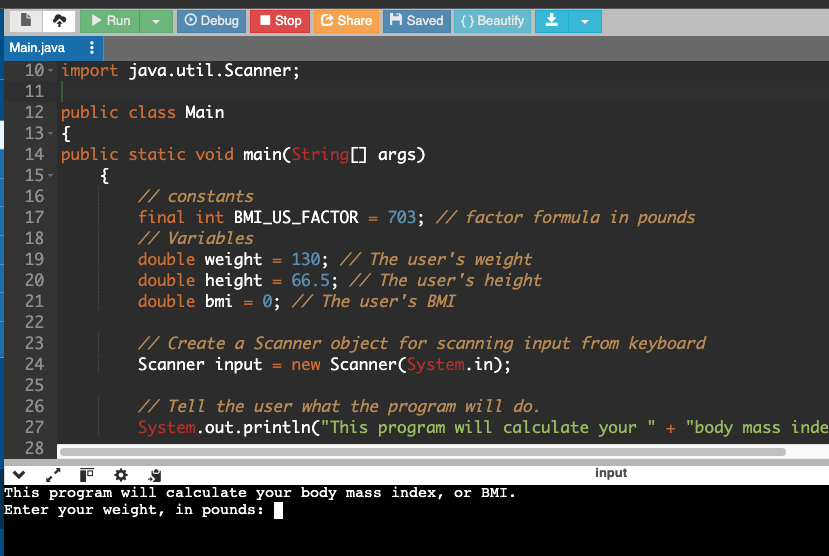 Run Debug Stop Share Saved {} Beautify
Main.java
10 import java.util.Scanner;
11
12 public class Main
13 {
14 public static void main(String[] args)
15 {
16 // constants
17 final int BMI_US_FACTOR = 703; // factor formula in pounds
18 // Variables
19 double weight = 130; // The user's weight
20 double height = 66.5; // The user's height
21 double bmi = 0; // The user's BMI
22
23 // Create a Scanner object for scanning input from keyboard
24 Scanner input = new Scanner(System.in);
25
26 // Tell the user what the program will do.
27 System.out.println("This program will calculate your " + "body mass inde
28
input
This program will calculate your body mass index, or BMI.
Enter your weight, in pounds: